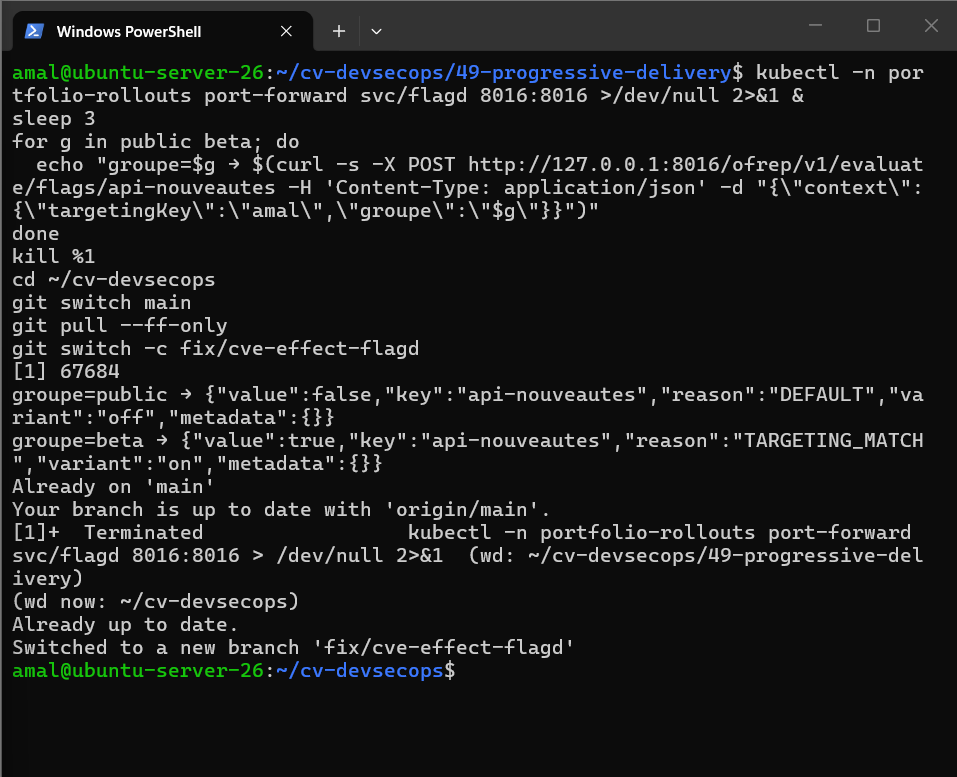 Windows PowerShell
amal@ubuntu-server-26:~/cv-devsecops/49-progressive-delivery$ kubectl -n por
tfolio-rollouts port-forward svc/flagd 8016:8016 >/dev/null 2>&1 &
sleep 3
for g in public beta; do
  echo "groupe=$g → $(curl -s -X POST http://127.0.0.1:8016/ofrep/v1/evaluat
e/flags/api-nouveautes -H 'Content-Type: application/json' -d "{\"context\":
{\"targetingKey\":\"amal\",\"groupe\":\"$g\"}}")"
done
kill %1
cd ~/cv-devsecops
git switch main
git pull --ff-only
git switch -c fix/cve-effect-flagd
[1] 67684
groupe=public → {"value":false,"key":"api-nouveautes","reason":"DEFAULT","va
riant":"off","metadata":{}}
groupe=beta → {"value":true,"key":"api-nouveautes","reason":"TARGETING_MATCH
","variant":"on","metadata":{}}
Already on 'main'
Your branch is up to date with 'origin/main'.
[1]+  Terminated                 kubectl -n portfolio-rollouts port-forward
svc/flagd 8016:8016 > /dev/null 2>&1  (wd: ~/cv-devsecops/49-progressive-del
ivery)
(wd now: ~/cv-devsecops)
Already up to date.
Switched to a new branch 'fix/cve-effect-flagd'
amal@ubuntu-server-26:~/cv-devsecops$